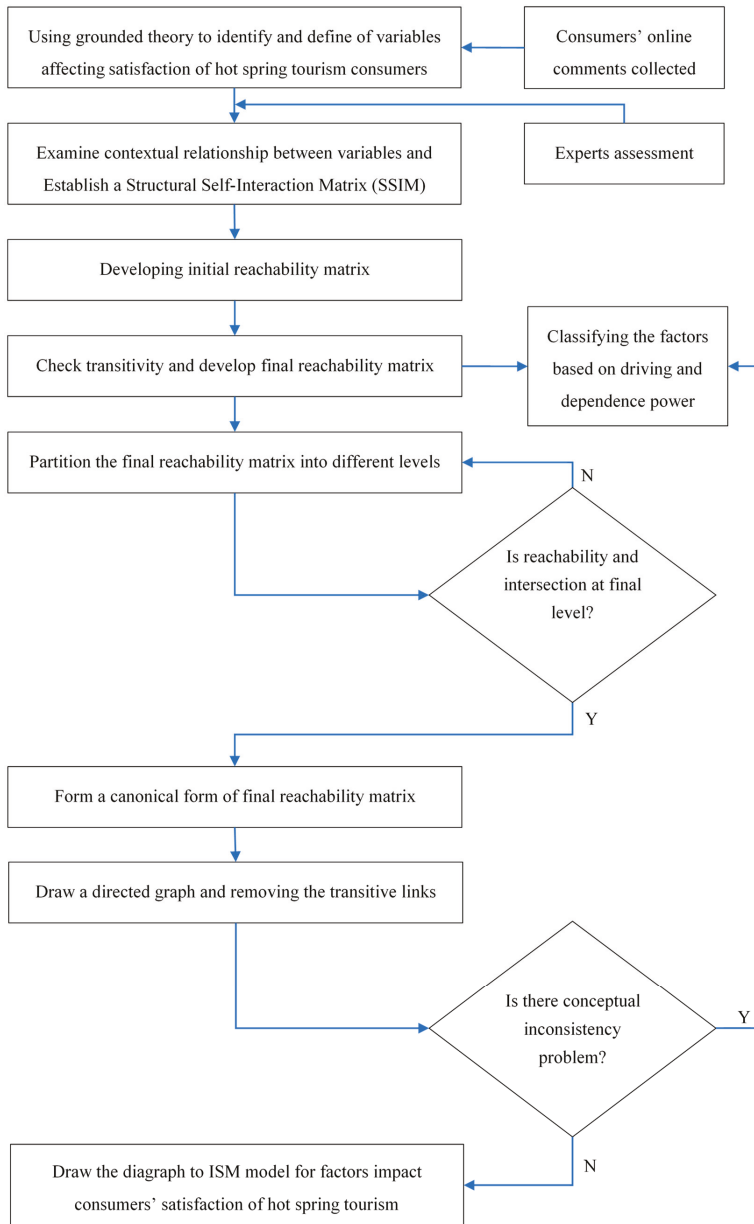 Using grounded theory to identify and define of variables
affecting satisfaction of hot spring tourism consumers
Consumers’ online
comments collected
Examine contextual relationship between variables and
Establish a Structural Self-Interaction Matrix (SSIM)
Experts assessment
Developing initial reachability matrix
Check transitivity and develop final reachability matrix
Classifying the factors
based on driving and
dependence power
Partition the final reachability matrix into different levels
N
Is reachability and
intersection at final
level?
Y
Form a canonical form of final reachability matrix
Draw a directed graph and removing the transitive links
Is there conceptual
inconsistency
problem?
Y
N
Draw the diagraph to ISM model for factors impact
consumers’ satisfaction of hot spring tourism